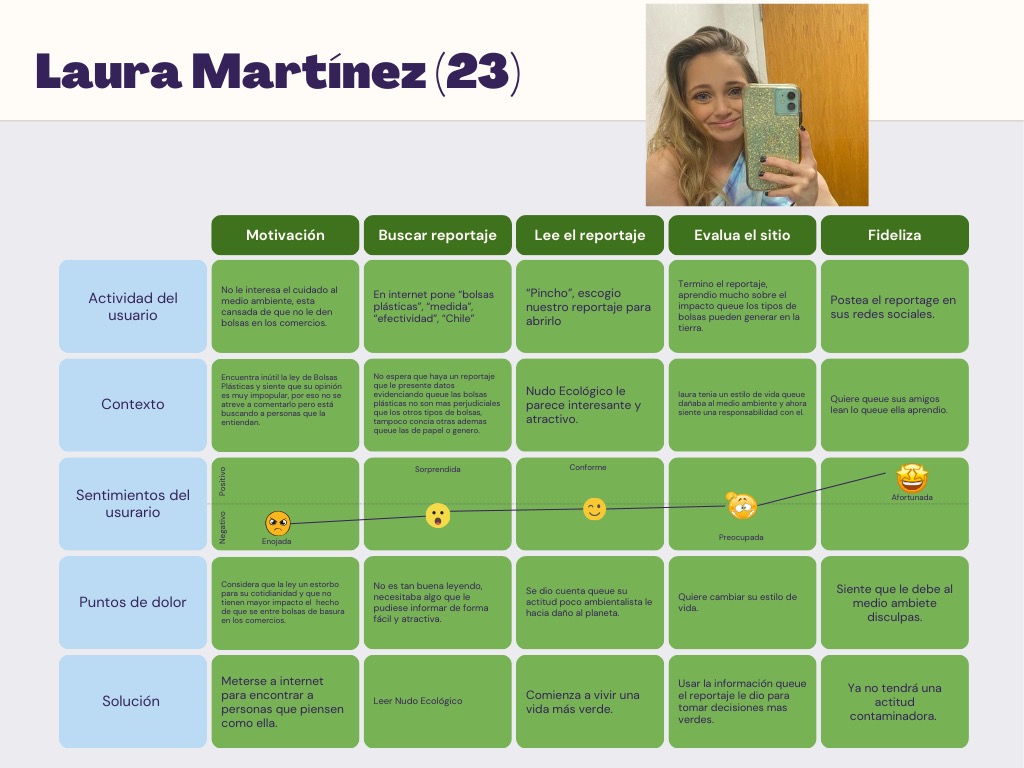 Laura Martínez (23)
Motivación
Buscar reportaje
Lee el reportaje
Evalua el sitio
Fideliza
Actividad del
usuario
No le interesa el cuidado al
medio ambiente, esta
cansada de que no le den
bolsas en los comercios.
En internet pone “bolsas
plásticas”, “medida”,
“efectividad”, “Chile”
“Pincho”, escogio
nuestro reportaje para
abrirlo
Termino el reportaje,
aprendio mucho sobre el
impacto queue los tipos de
bolsas pueden generar en la
tierra.
Postea el reportage en
sus redes sociales.
Contexto
Encuentra inútil la ley de Bolsas
Plásticas y siente que su opinión
es muy impopular, por eso no se
atreve a comentarlo pero está
buscando a personas que la
entiendan.
No espera que haya un reportaje
que le presente datos
evidenciando queue las bolsas
plásticas no son mas perjudiciales
que los otros tipos de bolsas,
tampoco concia otras ademas
queue las de papel o genero.
Nudo Ecológico le
parece interesante y
atractivo.
laura tenia un estilo de vida queue
dañaba al medio ambiente y ahora
siente una responsabilidad con el.
Quiere queue sus amigos
lean lo queue ella aprendio.
Sentimientos del
usurario
Positivo
Negativo
Enojada
Sorprendida
Conforme
Preocupada
Afortunada
Puntos de dolor
Considera que la ley un estorbo
para su cotidianidad y que no
tienen mayor impacto el hecho
de que se entre bolsas de basura
en los comercios.
No es tan buena leyendo,
necesitaba algo que le
pudiese informar de forma
fácil y atractiva.
Se dio cuenta queue su
actitud poco ambientalista le
hacia daño al planeta.
Quiere cambiar su estilo de
vida.
Siente que le debe al
medio ambiete
disculpas.
Solución
Meterse a internet
para encontrar a
personas que piensen
como ella.
Leer Nudo Ecológico
Comienza a vivir una
vida más verde.
Usar la información queue
el reportaje le dio para
tomar decisiones mas
verdes.
Ya no tendrá una
actitud
contaminadora.